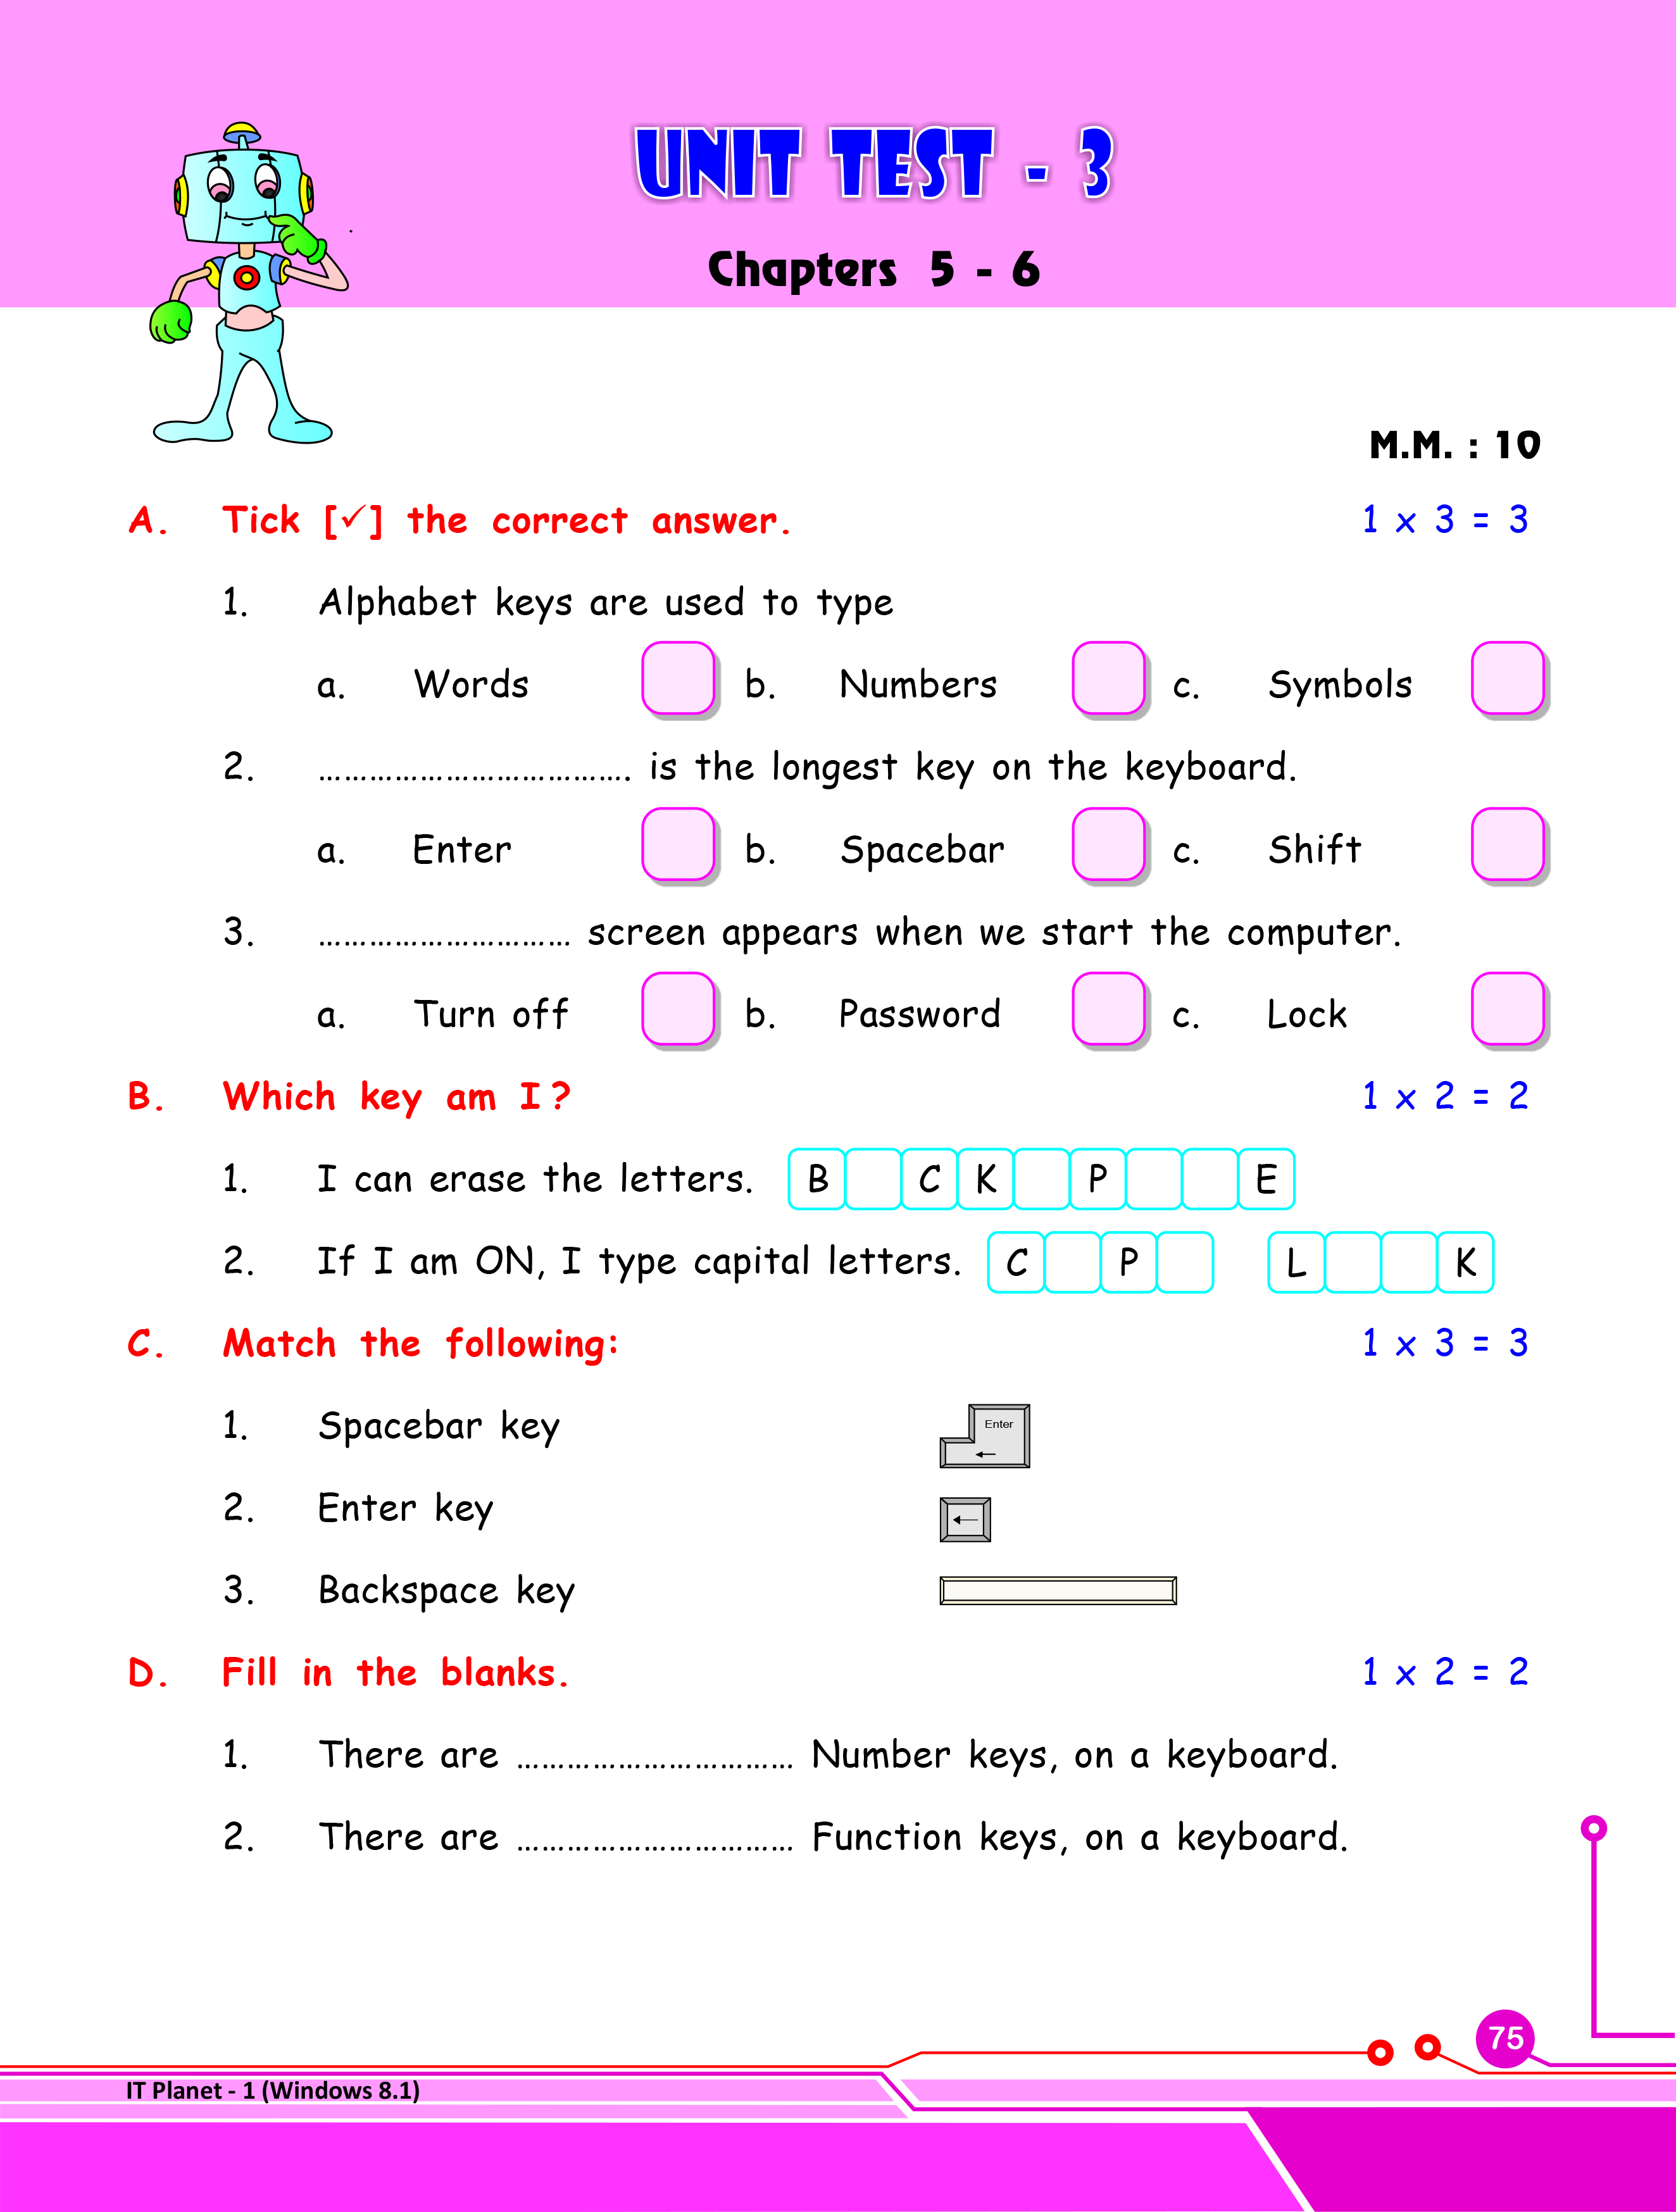 UNIT TEST - 3
Chapters 5 - 6
M.M. : 10
A. Tick [✓] the correct answer. 1 x 3 = 3
1. Alphabet keys are used to type
a. Words b. Numbers c. Symbols
2. ................................. is the longest key on the keyboard.
a. Enter b. Spacebar c. Shift
3. ........................... screen appears when we start the computer.
a. Turn off b. Password c. Lock
B. Which key am I? 1 x 2 = 2
1. I can erase the letters. B C K P E
2. If I am ON, I type capital letters. C P L K
C. Match the following: 1 x 3 = 3
1. Spacebar key Enter ←
2. Enter key ←
3. Backspace key
D. Fill in the blanks. 1 x 2 = 2
1. There are .............................. Number keys, on a keyboard.
2. There are .............................. Function keys, on a keyboard.
75
IT Planet - 1 (Windows 8.1)